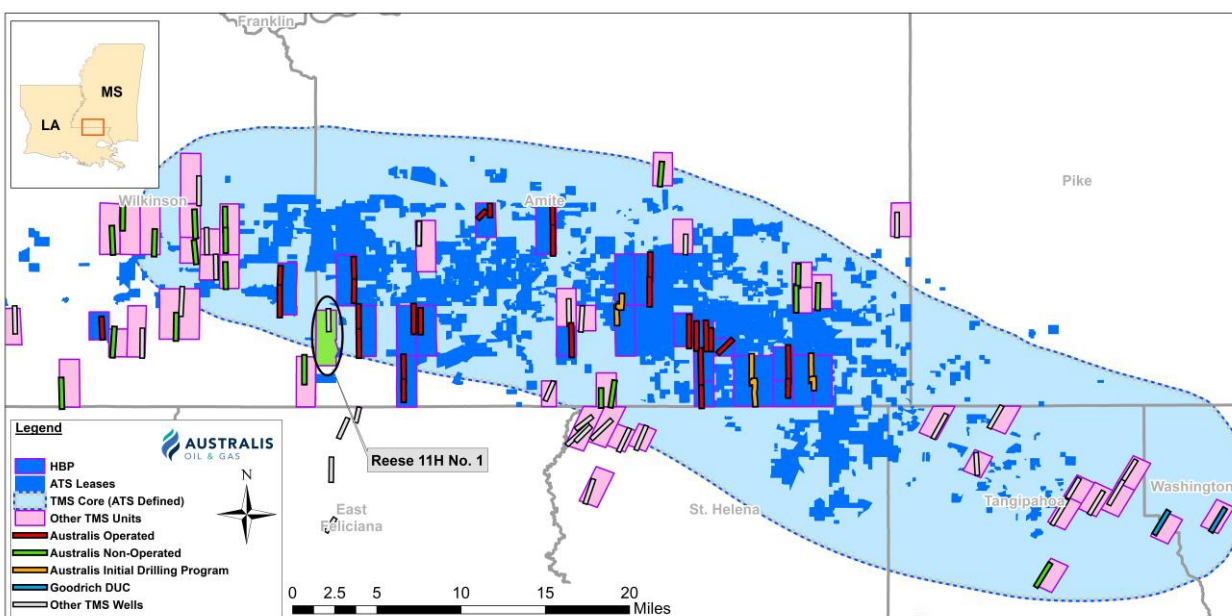 Franklin
MS
LA
Wilkinson
Amite
Pike
Reese 11H No. 1
Legend
AUSTRALIS
OIL & GAS
HBP
ATS Leases
TMS Core (ATS Defined)
Other TMS Units
Australis Operated
Australis Non-Operated
Australis Initial Drilling Program
Goodrich DUC
Other TMS Wells
N
East
Feliciana
St. Helena
Tangipahoa
Washington
0 2.5 5 10 15 20
Miles